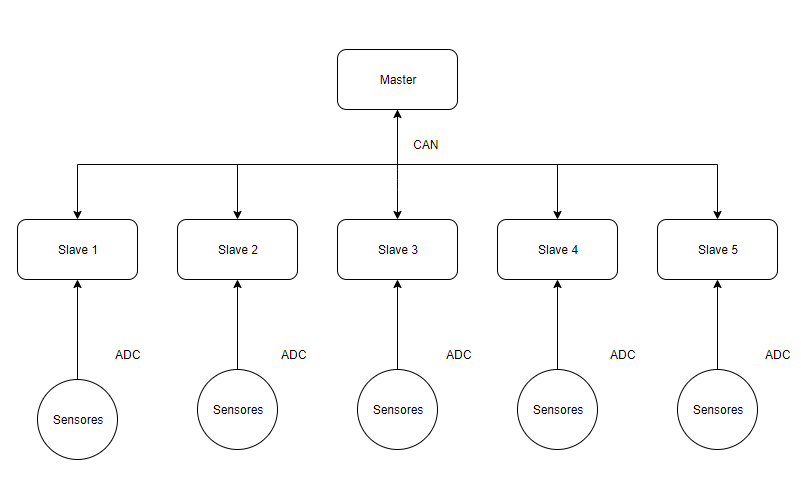 Master
CAN
Slave 1
Slave 2
Slave 3
Slave 4
Slave 5
ADC
ADC
ADC
ADC
ADC
Sensores
Sensores
Sensores
Sensores
Sensores